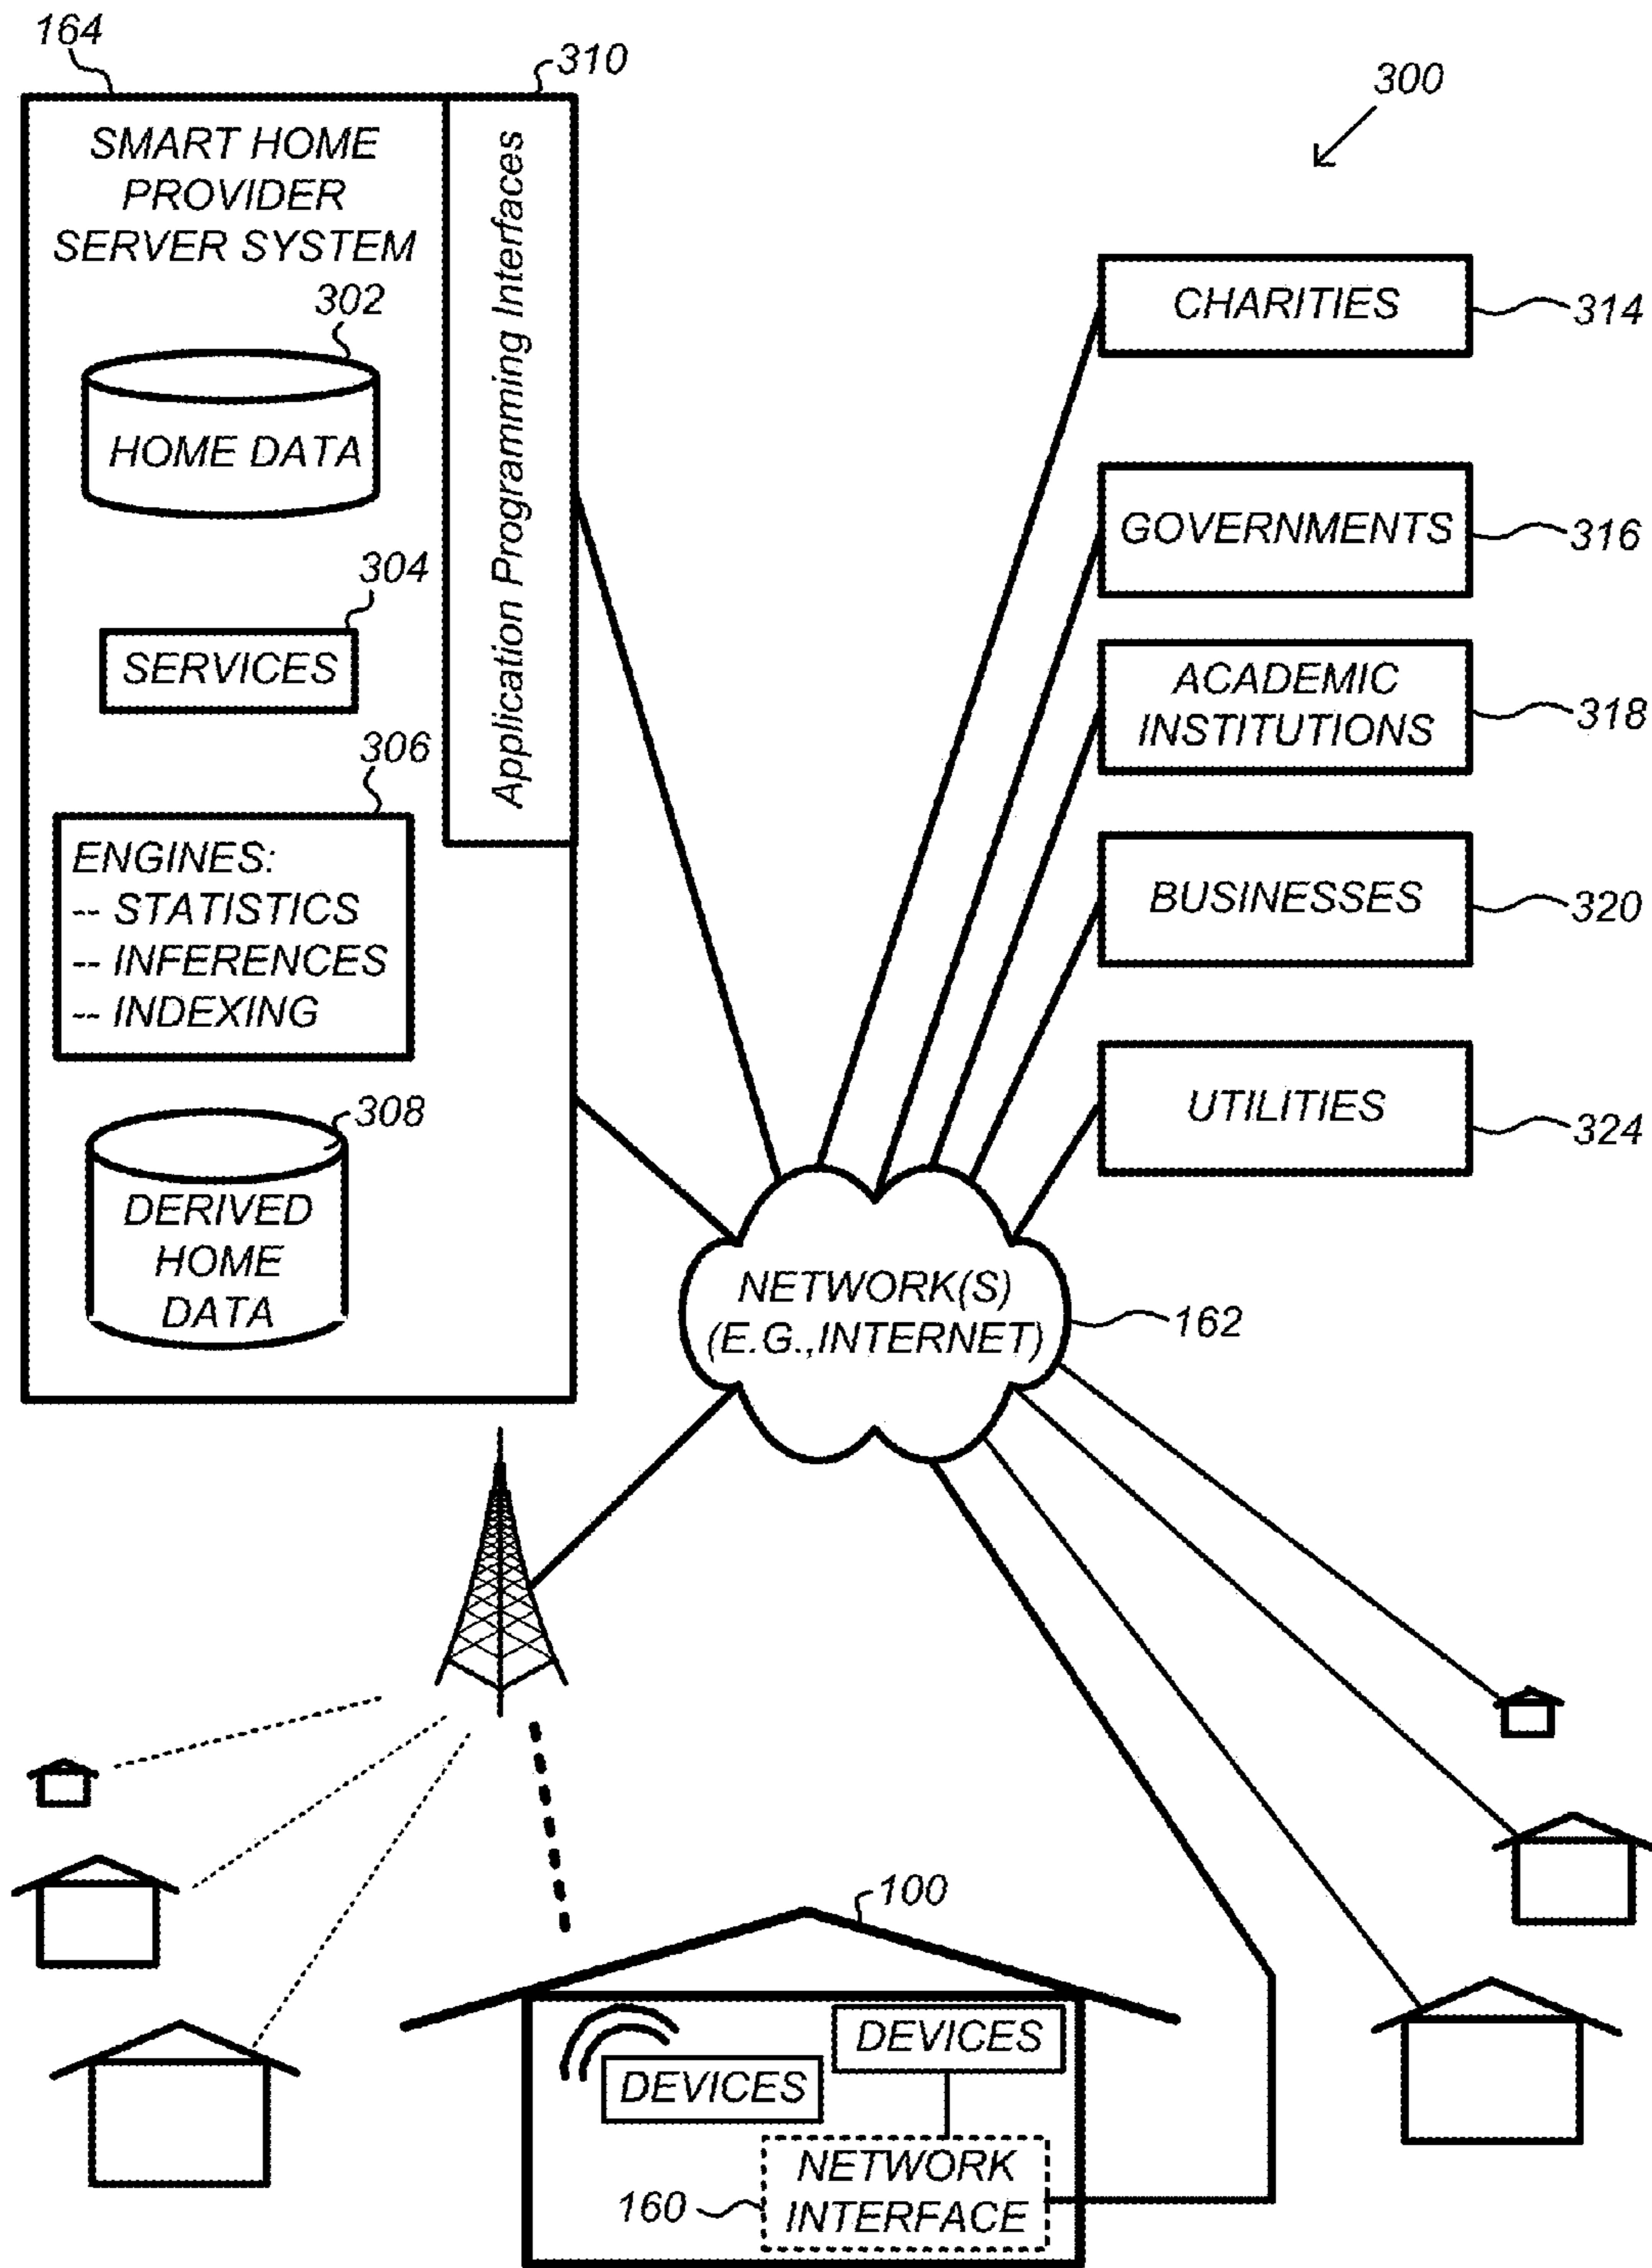 164
310
300
SMART HOME
PROVIDER
SERVER SYSTEM
Application Programming Interfaces
302
HOME DATA
304
SERVICES
306
ENGINES:
-- STATISTICS
-- INFERENCES
-- INDEXING
308
DERIVED
HOME
DATA
CHARITIES
314
GOVERNMENTS
316
ACADEMIC
INSTITUTIONS
318
BUSINESSES
320
UTILITIES
324
NETWORK(S)
(E.G.,INTERNET)
162
100
DEVICES
DEVICES
NETWORK
INTERFACE
160